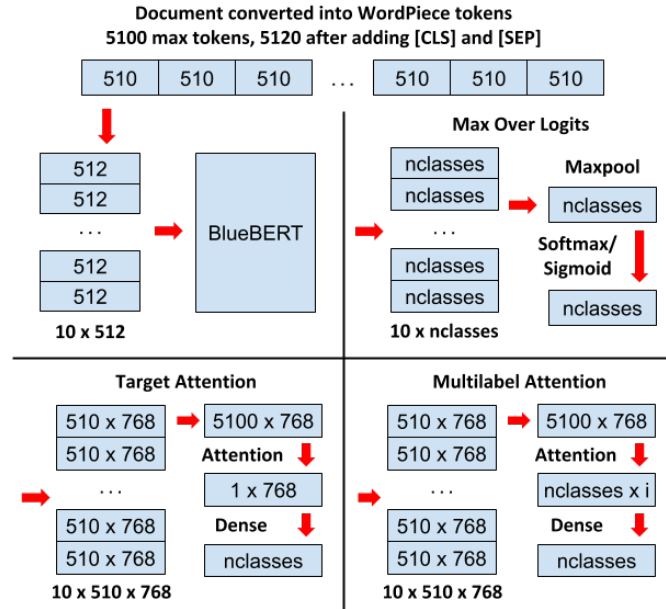 Document converted into WordPiece tokens
5100 max tokens, 5120 after adding [CLS] and [SEP]
510 510 510 ... 510 510 510
512
512
...
512
512
10 x 512
BlueBERT
Max Over Logits
nclasses
nclasses
...
nclasses
nclasses
10 x nclasses
Maxpool
nclasses
Softmax/
Sigmoid
nclasses
Target Attention
510 x 768
510 x 768
...
510 x 768
510 x 768
10 x 510 x 768
5100 x 768
Attention
1 x 768
Dense
nclasses
Multilabel Attention
510 x 768
510 x 768
...
510 x 768
510 x 768
10 x 510 x 768
5100 x 768
Attention
nclasses x i
Dense
nclasses